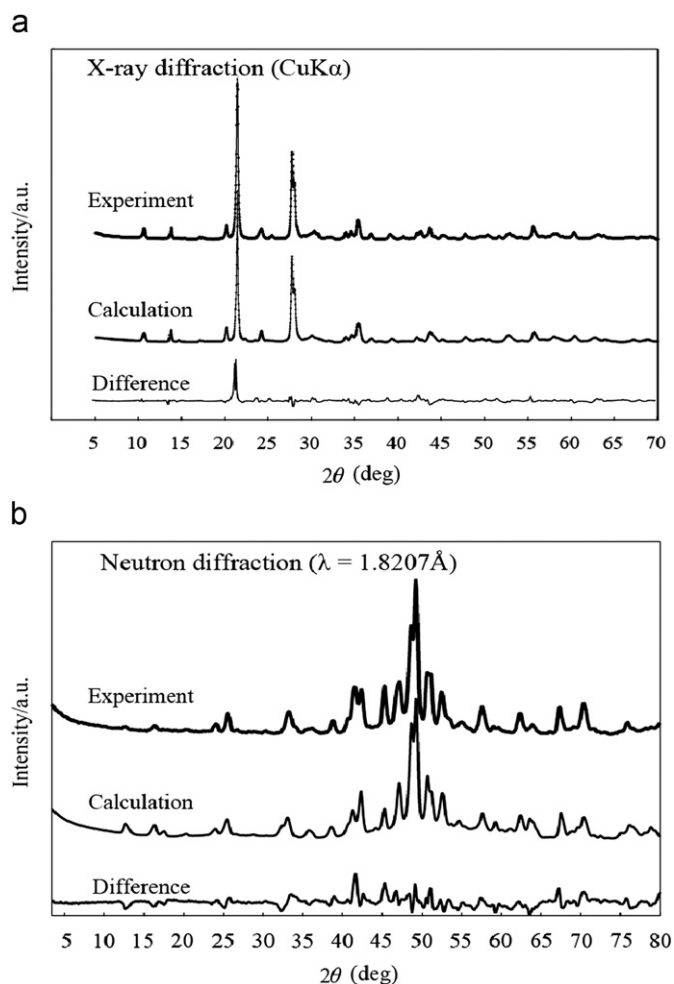 a
X-ray diffraction (CuKα)
Intensity/a.u.
Experiment
Calculation
Difference
5 10 15 20 25 30 35 40 45 50 55 60 65 70
2θ (deg)
b
Neutron diffraction (λ = 1.8207Å)
Intensity/a.u.
Experiment
Calculation
Difference
5 10 15 20 25 30 35 40 45 50 55 60 65 70 75 80
2θ (deg)